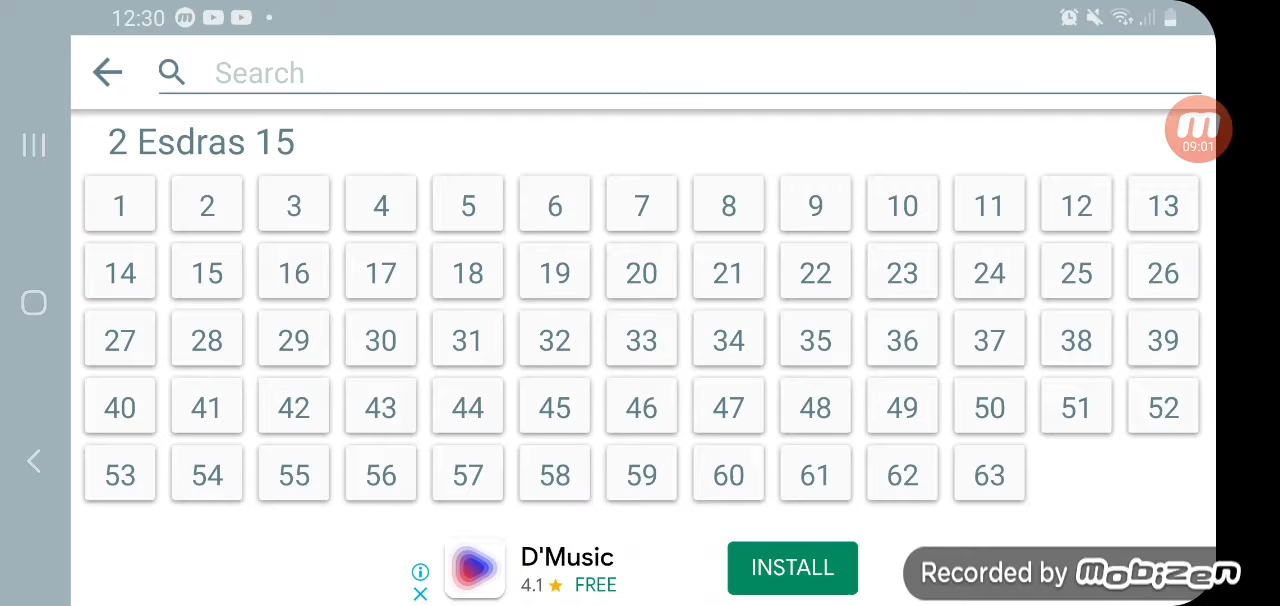 12:30
Search
09:01
2 Esdras 15
1 2 3 4 5 6 7 8 9 10 11 12 13
14 15 16 17 18 19 20 21 22 23 24 25 26
27 28 29 30 31 32 33 34 35 36 37 38 39
40 41 42 43 44 45 46 47 48 49 50 51 52
53 54 55 56 57 58 59 60 61 62 63
D'Music
4.1 ★ FREE
INSTALL
Recorded by mobizen